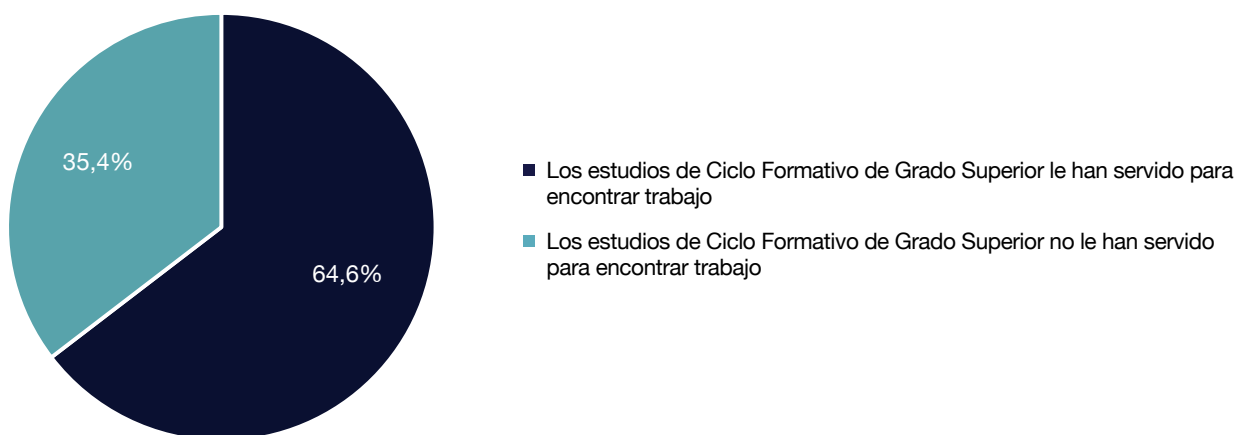 35,4%
64,6%
Los estudios de Ciclo Formativo de Grado Superior le han servido para
encontrar trabajo
Los estudios de Ciclo Formativo de Grado Superior no le han servido
para encontrar trabajo